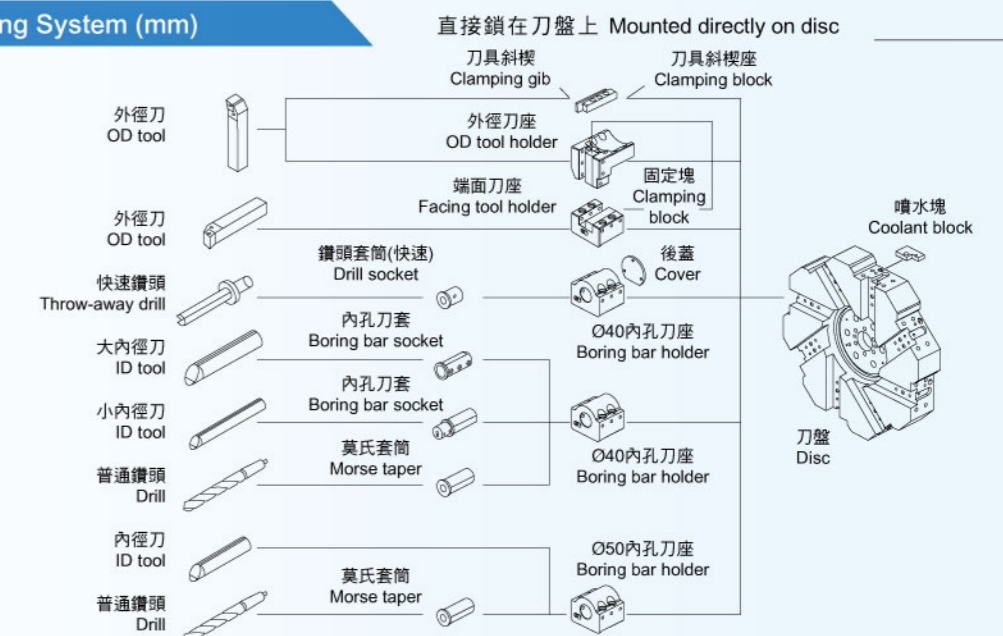 ng System (mm)
直接鎖在刀盤上 Mounted directly on disc
刀具斜楔
Clamping gib
刀具斜楔座
Clamping block
外徑刀
OD tool
外徑刀座
OD tool holder
端面刀座
Facing tool holder
固定塊
Clamping
block
外徑刀
OD tool
噴水塊
Coolant block
鑽頭套筒(快速)
Drill socket
後蓋
Cover
快速鑽頭
Throw-away drill
內孔刀套
Boring bar socket
Ø40內孔刀座
Boring bar holder
大內徑刀
ID tool
內孔刀套
Boring bar socket
小內徑刀
ID tool
刀盤
Disc
莫氏套筒
Morse taper
Ø40內孔刀座
Boring bar holder
普通鑽頭
Drill
內徑刀
ID tool
Ø50內孔刀座
Boring bar holder
莫氏套筒
Morse taper
普通鑽頭
Drill